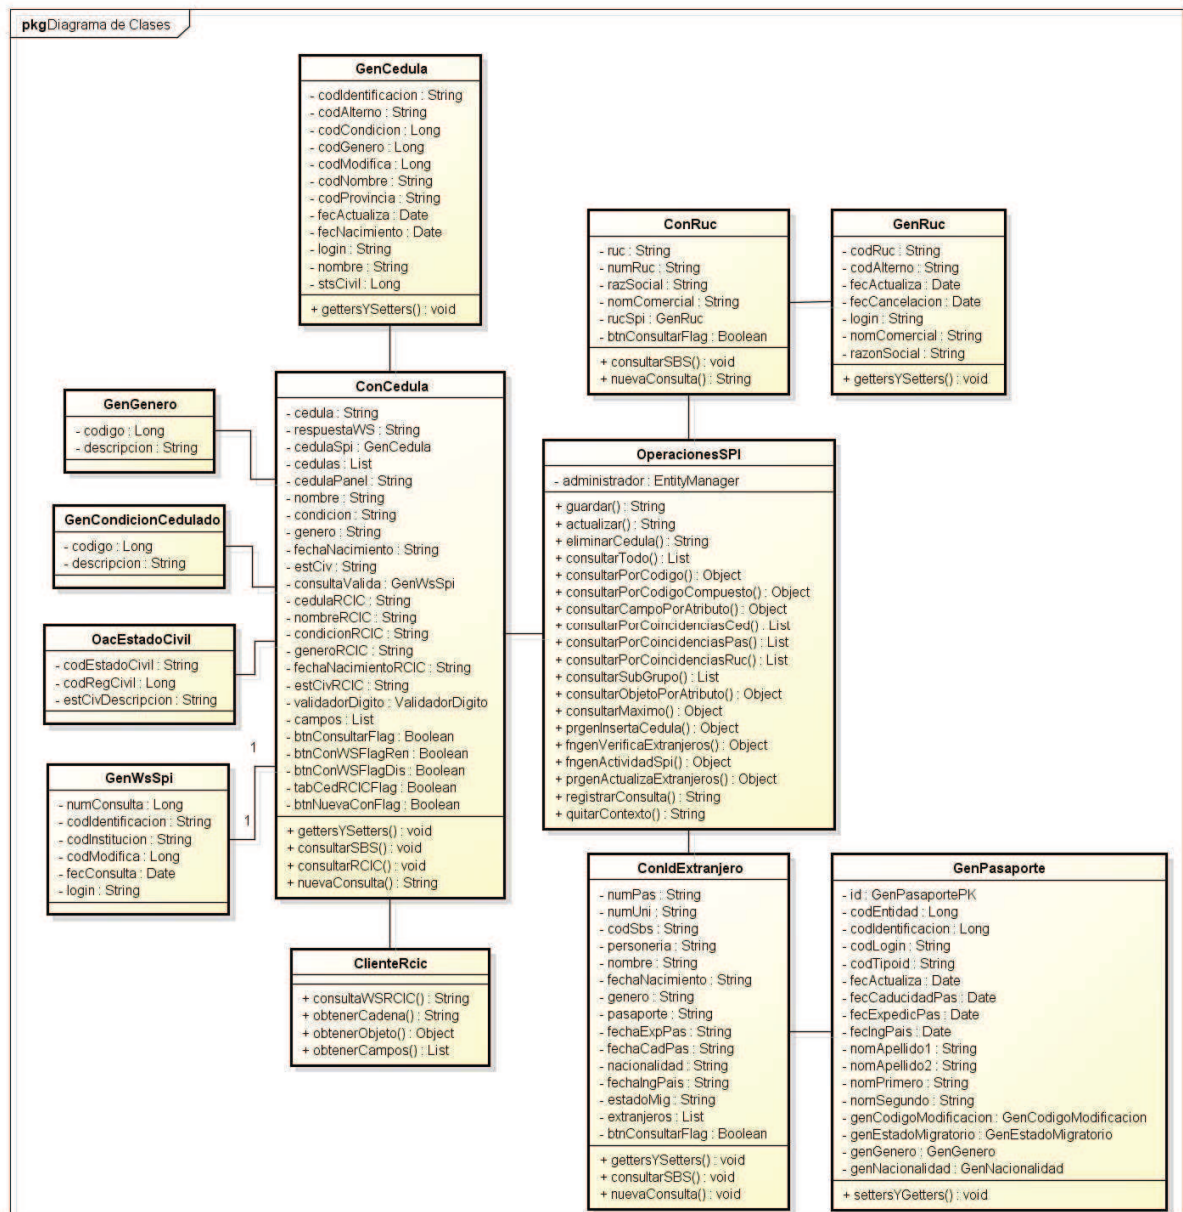 pkgDiagrama de Clases
GenCedula
- codIdentificacion : String
- codAlterno : String
- codCondicion : Long
- codGenero : Long
- codModifica : Long
- codNombre : String
- codProvincia : String
- fecActualiza : Date
- fecNacimiento : Date
- login : String
- nombre : String
- stsCivil : Long
+ gettersYSetters() : void
ConRuc
- ruc : String
- numRuc : String
- razSocial : String
- nomComercial : String
- rucSpi : GenRuc
- btnConsultarFlag : Boolean
+ consultarSBS() : void
+ nuevaConsulta() : String
GenRuc
- codRuc : String
- codAlterno : String
- fecActualiza : Date
- fecCancelacion : Date
- login : String
- nomComercial : String
- razonSocial : String
+ gettersYSetters() : void
GenGenero
- codigo : Long
- descripcion : String
GenCondicionCedulado
- codigo : Long
- descripcion : String
OacEstadoCivil
- codEstadoCivil : String
- codRegCivil : Long
- estCivDescripcion : String
1
1
GenWsSpi
- numConsulta : Long
- codIdentificacion : String
- codInstitucion : String
- codModifica : Long
- fecConsulta : Date
- login : String
ConCedula
- cedula : String
- respuestaWS : String
- cedulaSpi : GenCedula
- cedulas : List
- cedulaPanel : String
- nombre : String
- condicion : String
- genero : String
- fechaNacimiento : String
- estCiv : String
- consultaValida : GenWsSpi
- cedulaRCIC : String
- nombreRCIC : String
- condicionRCIC : String
- generoRCIC : String
- fechaNacimientoRCIC : String
- estCivRCIC : String
- validadorDigito : ValidadorDigito
- campos : List
- btnConsultarFlag : Boolean
- btnConWSFlagRen : Boolean
- btnConWSFlagDis : Boolean
- tabCedRCICFlag : Boolean
- btnNuevaConFlag : Boolean
+ gettersYSetters() : void
+ consultarSBS() : void
+ consultarRCIC() : void
+ nuevaConsulta() : String
OperacionesSPI
- administrador : EntityManager
+ guardar() : String
+ actualizar() : String
+ eliminarCedula() : String
+ consultarTodo() : List
+ consultarPorCodigo() : Object
+ consultarPorCodigoCompuesto() : Object
+ consultarCampoPorAtributo() : Object
+ consultarPorCoincidenciasCed() : List
+ consultarPorCoincidenciasPas() : List
+ consultarPorCoincidenciasRuc() : List
+ consultarSubGrupo() : List
+ consultarObjetoPorAtributo() : Object
+ consultarMaximo() : Object
+ prgenInsertaCedula() : Object
+ fngenVerificaExtranjeros() : Object
+ fngenActividadSpi() : Object
+ prgenActualizaExtranjeros() : Object
+ registrarConsulta() : String
+ quitarContexto() : String
ClienteRcic
+ consultaWSRCIC() : String
+ obtenerCadena() : String
+ obtenerObjeto() : Object
+ obtenerCampos() : List
ConIdExtranjero
- numPas : String
- numUni : String
- codSbs : String
- personeria : String
- nombre : String
- fechaNacimiento : String
- genero : String
- pasaporte : String
- fechaExpPas : String
- fechaCadPas : String
- nacionalidad : String
- fechaIngPais : String
- estadoMig : String
- extranjeros : List
- btnConsultarFlag : Boolean
+ gettersYSetters() : void
+ consultarSBS() : void
+ nuevaConsulta() : void
GenPasaporte
- id : GenPasaportePK
- codEntidad : Long
- codIdentificacion : Long
- codLogin : String
- codTipoid : String
- fecActualiza : Date
- fecCaducidadPas : Date
- fecExpedicPas : Date
- fecIngPais : Date
- nomApellido1 : String
- nomApellido2 : String
- nomPrimero : String
- nomSegundo : String
- genCodigoModificacion : GenCodigoModificacion
- genEstadoMigratorio : GenEstadoMigratorio
- genGenero : GenGenero
- genNacionalidad : GenNacionalidad
+ settersYGetters() : void